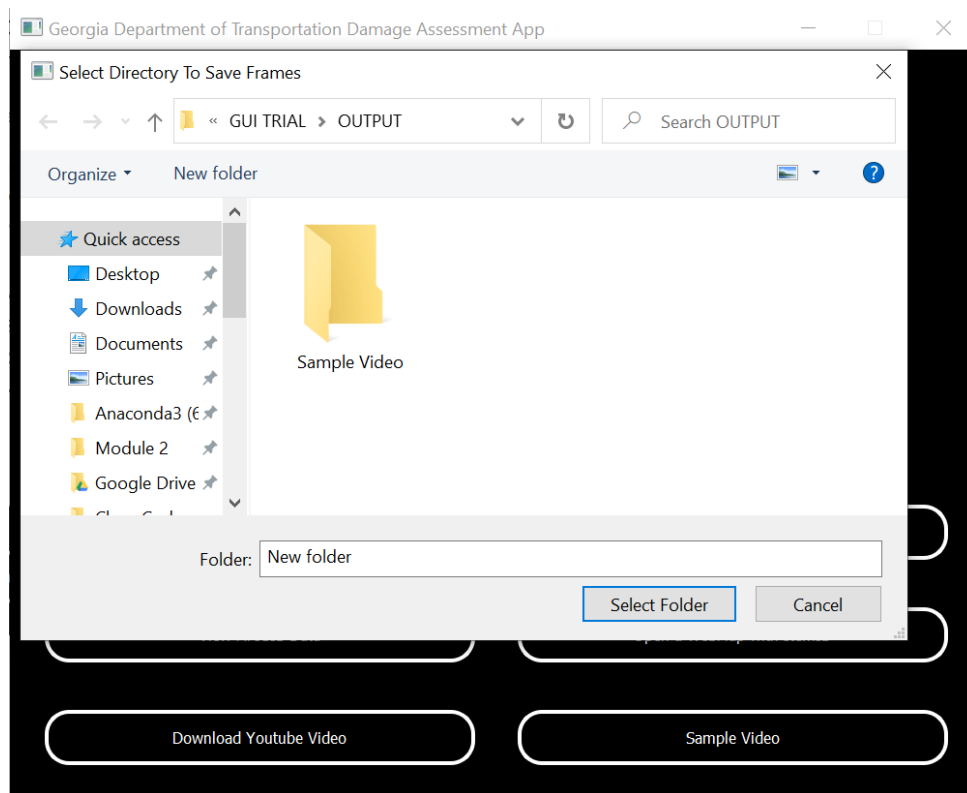 Georgia Department of Transportation Damage Assessment App
Select Directory To Save Frames
« GUI TRIAL > OUTPUT
Search OUTPUT
Organize
New folder
?
Quick access
Desktop
Downloads
Documents
Pictures
Anaconda3 (6
Module 2
Google Drive
Sample Video
Folder: New folder
Select Folder
Cancel
Download Youtube Video
Sample Video